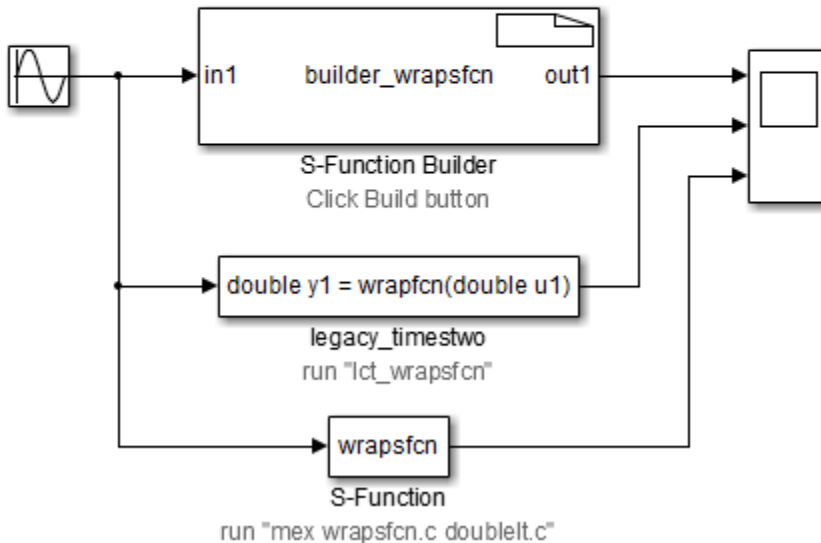 in1 builder_wrapsfcn out1
S-Function Builder
Click Build button
double y1 = wrapfcn(double u1)
legacy_timestwo
run "lct_wrapsfcn"
wrapsfcn
S-Function
run "mex wrapsfcn.c doubleIt.c"